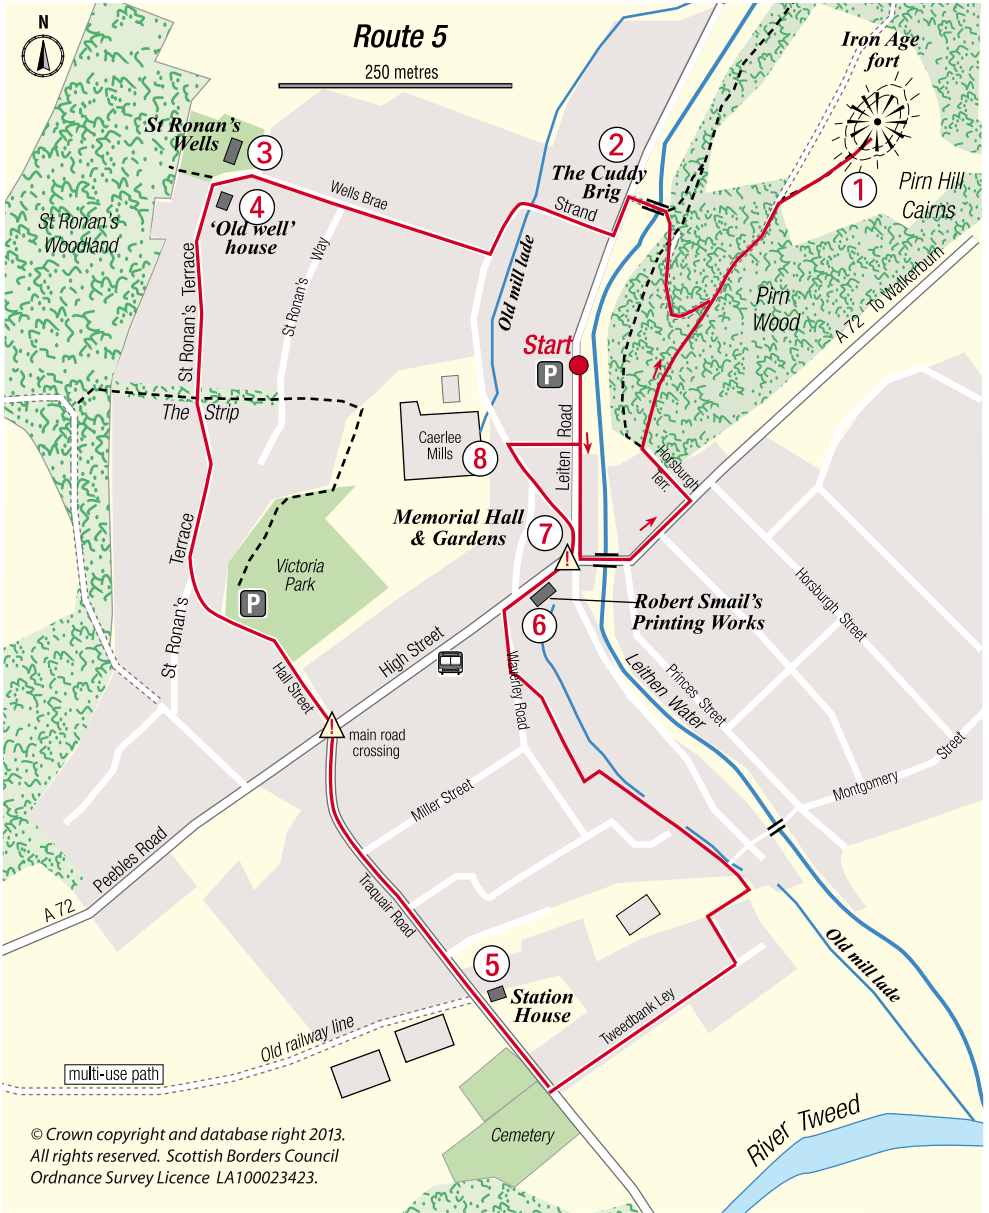 N
Route 5
250 metres
Iron Age
fort
1
Pirn Hill
Cairns
2
The Cuddy
Brig
St Ronan's
Wells
3
4
'Old well'
house
Wells Brae
Strand
St Ronan's
Woodland
St Ronan's Terrace
St Ronan's Way
Old mill lade
Pirn
Wood
A 72 To Walkerburn
Start
P
The Strip
Caerlee
Mills
8
Leiten Road
Horsburgh
Terr.
Memorial Hall
& Gardens
7
!
St Ronan's Terrace
Victoria
Park
P
Robert Smail's
Printing Works
6
Horsburgh Street
High Street
Hall Street
Waverley Road
Leithen Water
Princes Street
!
main road
crossing
Montgomery Street
Miller Street
Peebles Road
A 72
Traquair Road
5
Station
House
Old mill lade
Tweedbank Ley
Old railway line
multi-use path
Cemetery
River Tweed
© Crown copyright and database right 2013.
All rights reserved. Scottish Borders Council
Ordnance Survey Licence LA100023423.